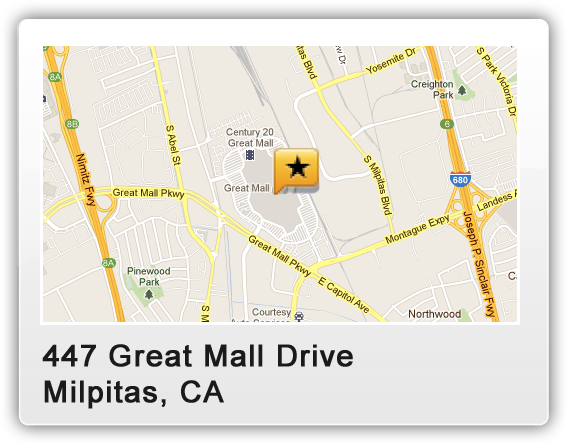 Yosemite Dr
Creighton
Park
S Park Victoria Dr
8A
8B
6
Century 20
Great Mall
S Abel St
Nimitz Fwy
Great Mall
S Milpitas Blvd
680
Great Mall Pkwy
Landess A
Montague Expy
Joseph P. Sinclair Fwy
Great Mall Pkwy
8A
Pinewood
Park
E Capitol Ave
Courtesy
Northwood
447 Great Mall Drive
Milpitas, CA